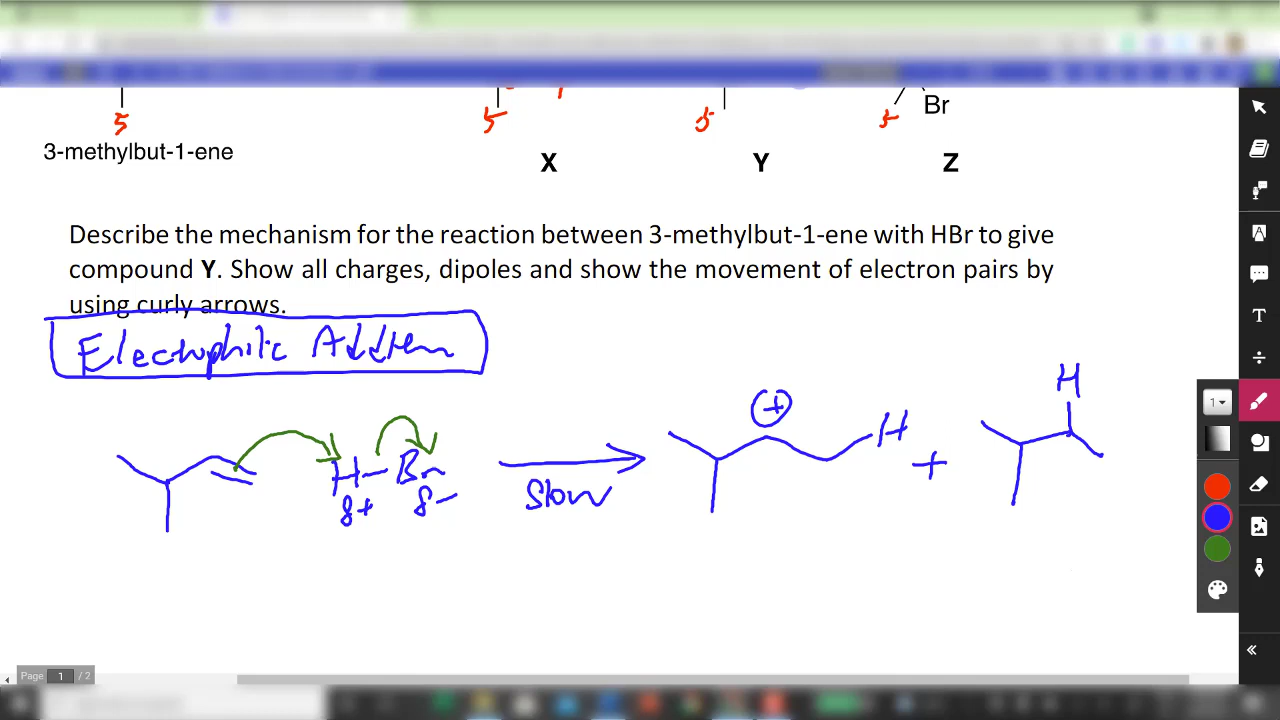 5 5 5 5
Br
3-methylbut-1-ene
X Y Z
Describe the mechanism for the reaction between 3-methylbut-1-ene with HBr to give
compound Y. Show all charges, dipoles and show the movement of electron pairs by
using curly arrows.
Electrophilic Addition
H
+ H
H-Br
+
δ+ δ-
Slow
1
Page 1 / 2